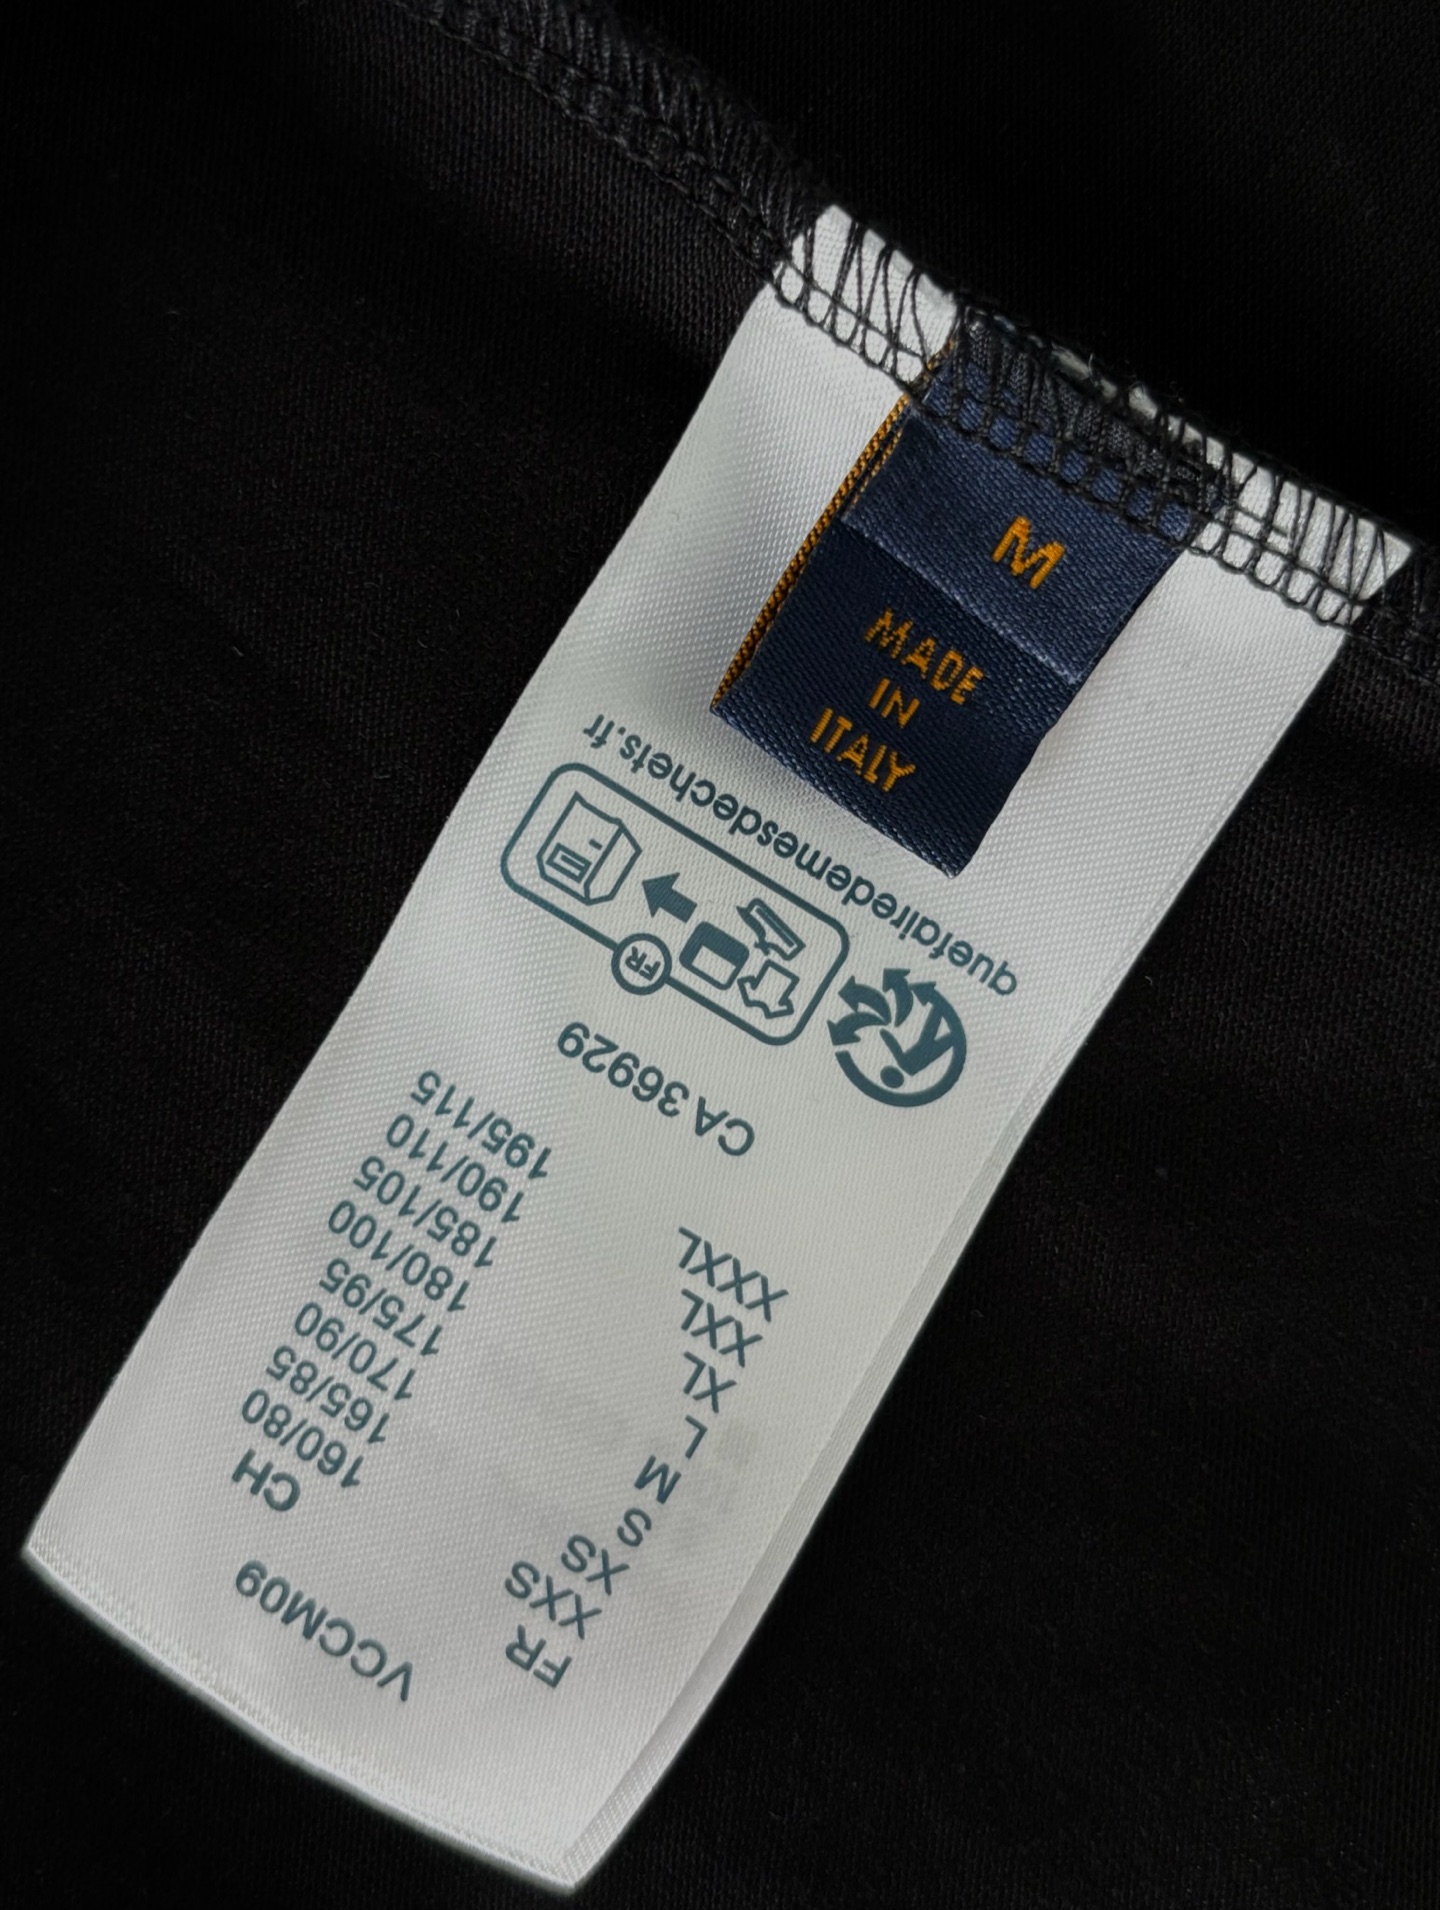 M
MADE
IN
ITALY
VCCM09
FR CH
XXS 160/80
XS 165/85
S 170/90
M 175/95
L 180/100
XL 185/105
XXL 190/110
XXXL 195/115
CA 36929
FR
quefairedemesdechets.fr